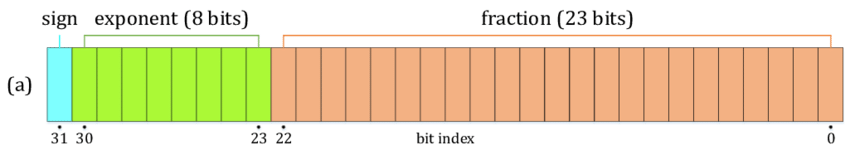 sign exponent (8 bits) fraction (23 bits)
(a)
31 30 23 22 bit index 0